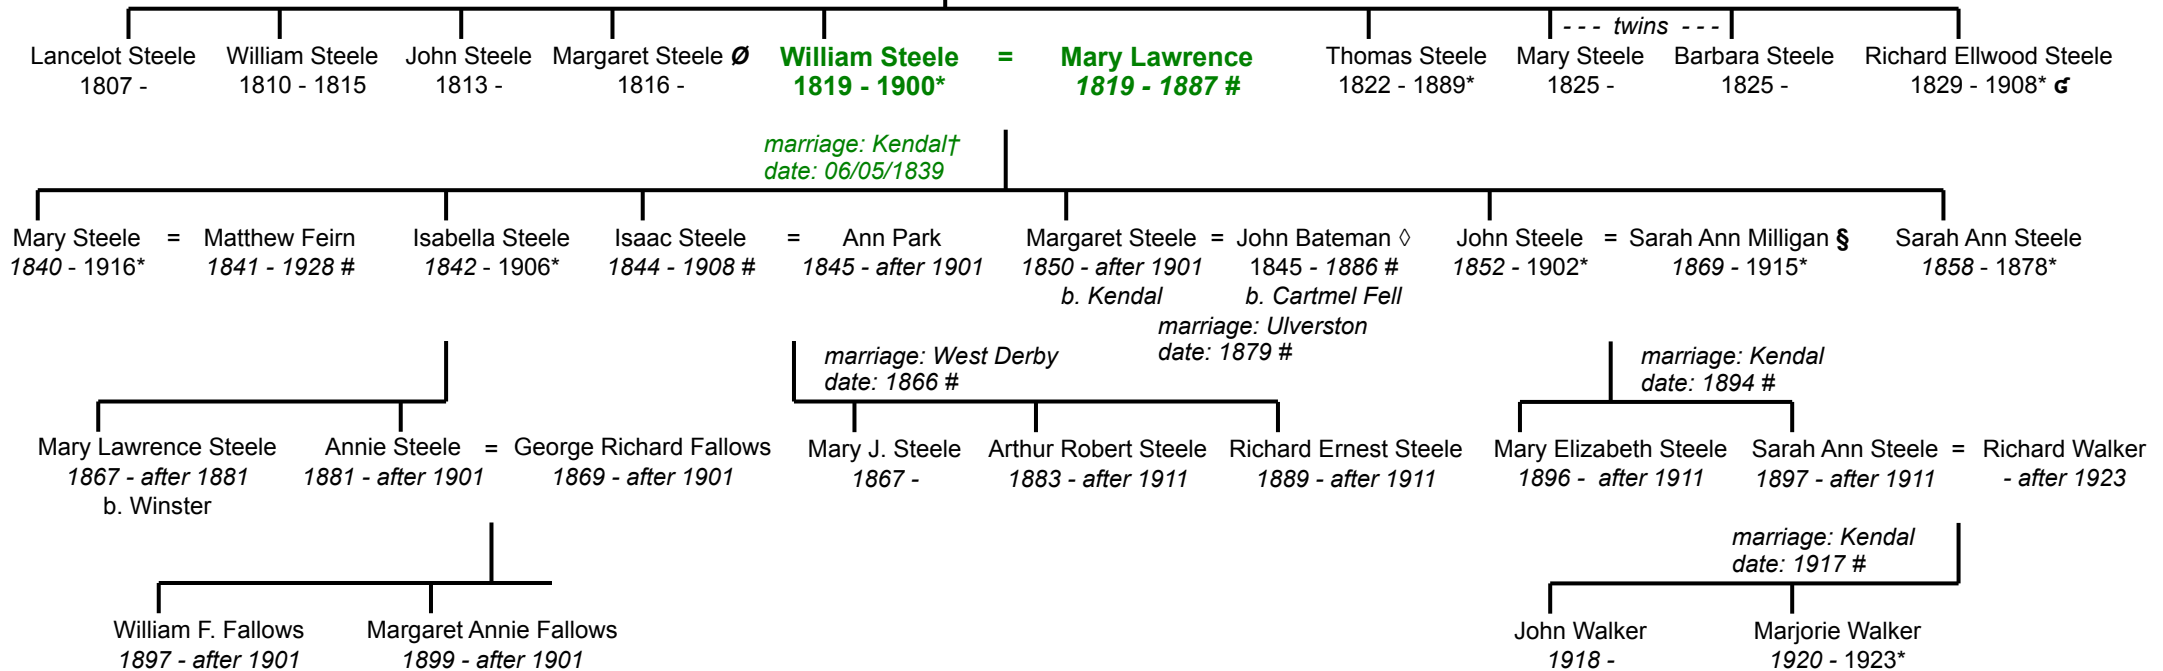 - - - twins - - -
Lancelot Steele William Steele John Steele Margaret Steele Ø William Steele = Mary Lawrence Thomas Steele Mary Steele Barbara Steele Richard Ellwood Steele
1807 - 1810 - 1815 1813 - 1816 - 1819 - 1900* 1819 - 1887 # 1822 - 1889* 1825 - 1825 - 1829 - 1908*
marriage: Kendal†
date: 06/05/1839
Mary Steele = Matthew Feirn Isabella Steele Isaac Steele = Ann Park Margaret Steele = John Bateman ◊ John Steele = Sarah Ann Milligan § Sarah Ann Steele
1840 - 1916* 1841 - 1928 # 1842 - 1906* 1844 - 1908 # 1845 - after 1901 1850 - after 1901 1845 - 1886 # 1852 - 1902* 1869 - 1915* 1858 - 1878*
b. Kendal b. Cartmel Fell
marriage: Ulverston
date: 1879 #
marriage: West Derby
date: 1866 #
marriage: Kendal
date: 1894 #
Mary Lawrence Steele Annie Steele = George Richard Fallows Mary J. Steele Arthur Robert Steele Richard Ernest Steele Mary Elizabeth Steele Sarah Ann Steele = Richard Walker
1867 - after 1881 1881 - after 1901 1869 - after 1901 1867 - 1883 - after 1911 1889 - after 1911 1896 - after 1911 1897 - after 1911 - after 1923
b. Winster
marriage: Kendal
date: 1917 #
William F. Fallows Margaret Annie Fallows John Walker Marjorie Walker
1897 - after 1901 1899 - after 1901 1918 - 1920 - 1923*